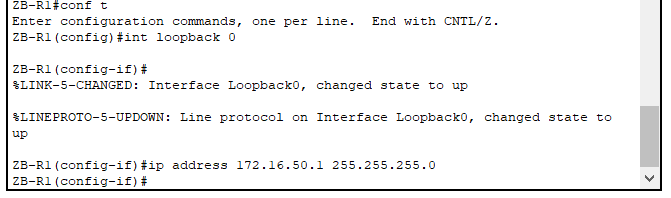 ZB-R1#conf t
Enter configuration commands, one per line.  End with CNTL/Z.
ZB-R1(config)#int loopback 0
ZB-R1(config-if)#
%LINK-5-CHANGED: Interface Loopback0, changed state to up
%LINEPROTO-5-UPDOWN: Line protocol on Interface Loopback0, changed state to
up
ZB-R1(config-if)#ip address 172.16.50.1 255.255.255.0
ZB-R1(config-if)#